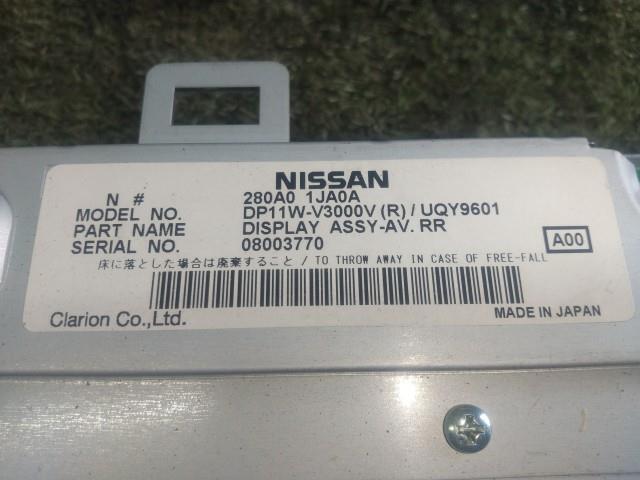 NISSAN
N # 280A0 1JA0A
MODEL NO. DP11W-V3000V (R) / UQY9601
PART NAME DISPLAY ASSY-AV. RR
SERIAL NO. 08003770
A00
床に落とした場合は廃棄すること / TO THROW AWAY IN CASE OF FREE-FALL
Clarion Co.,Ltd. MADE IN JAPAN